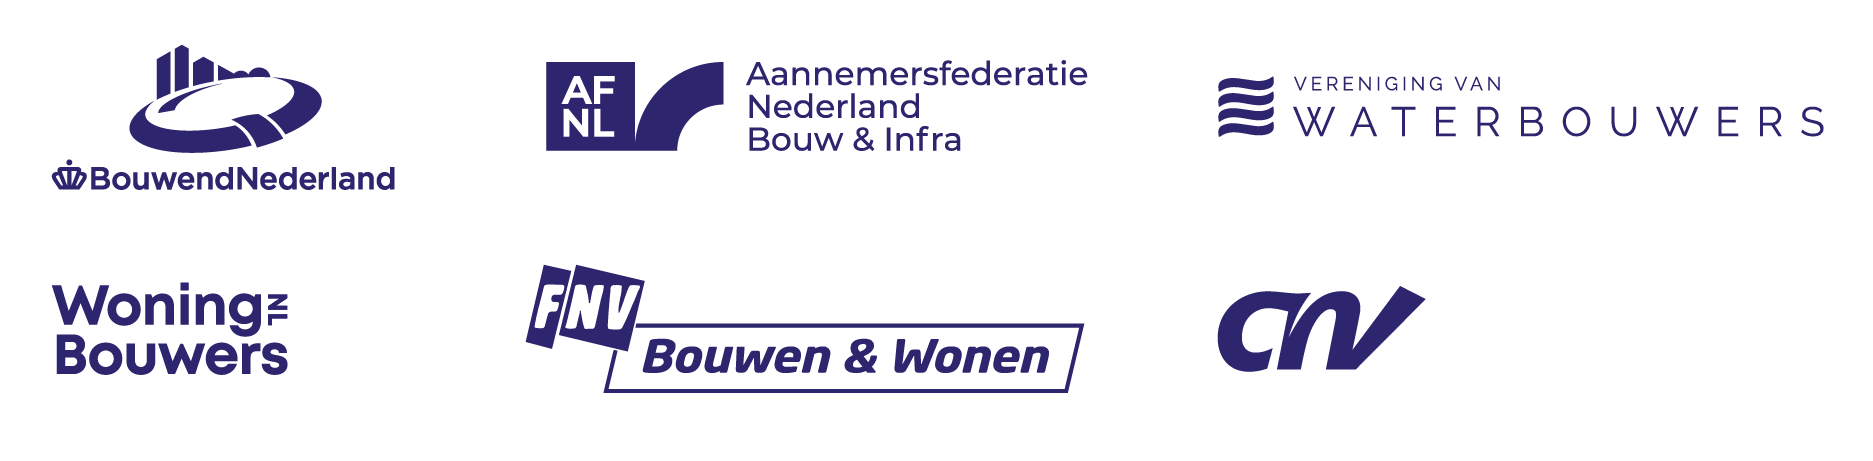 BouwendNederland
AF
NL
Aannemersfederatie
Nederland
Bouw & Infra
VERENIGING VAN
WATERBOUWERS
Woning NL
Bouwers
FNV
Bouwen & Wonen
CNV